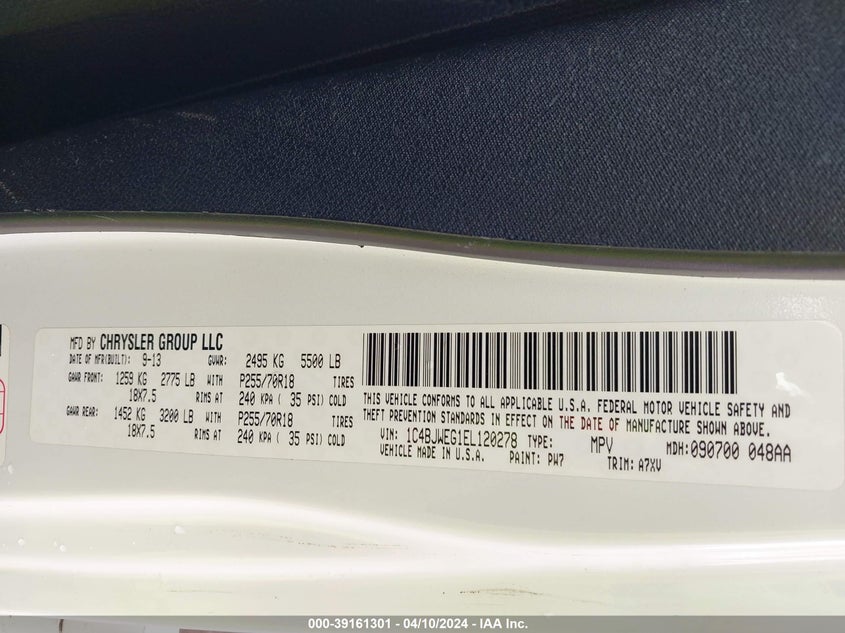 MFD BY CHRYSLER GROUP LLC
DATE OF MFR(BUILT): 9-13 GVWR: 2495 KG 5500 LB
GAWR FRONT: 1259 KG 2775 LB WITH P255/70R18 TIRES
18X7.5 RIMS AT 240 KPA ( 35 PSI) COLD
GAWR REAR: 1452 KG 3200 LB WITH P255/70R18 TIRES
18X7.5 RIMS AT 240 KPA ( 35 PSI) COLD
THIS VEHICLE CONFORMS TO ALL APPLICABLE U.S.A. FEDERAL MOTOR VEHICLE SAFETY AND
THEFT PREVENTION STANDARDS IN EFFECT ON THE DATE OF MANUFACTURE SHOWN ABOVE.
VIN: 1C4BJWEG1EL120278 TYPE: MPV MDH:090700 048AA
VEHICLE MADE IN U.S.A. PAINT: PW7 TRIM: A7XV
000-39161301 — 04/10/2024 — IAA Inc.